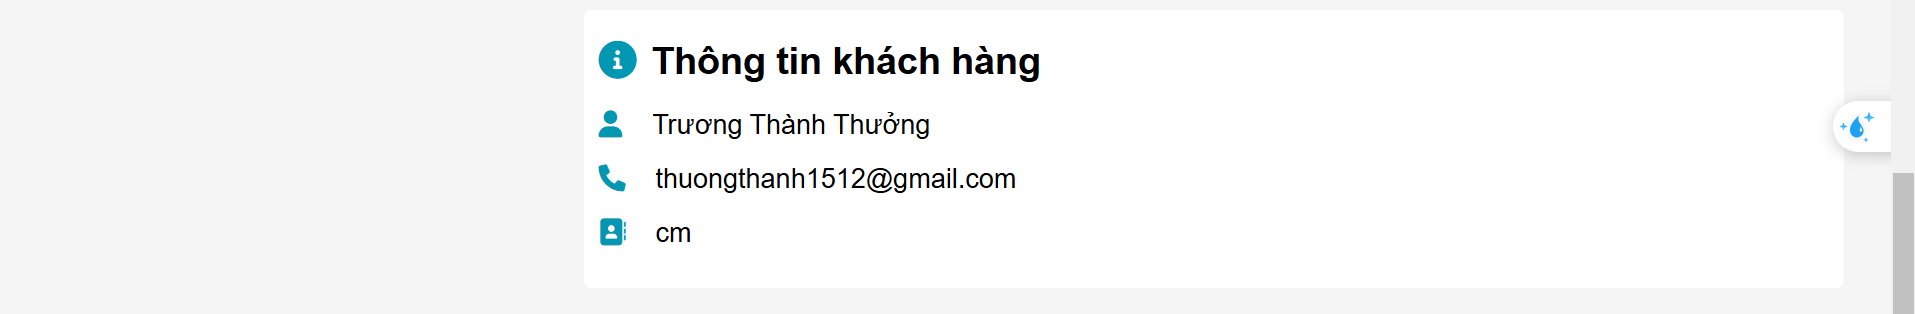 Thông tin khách hàng
Trương Thành Thưởng
thuongthanh1512@gmail.com
cm